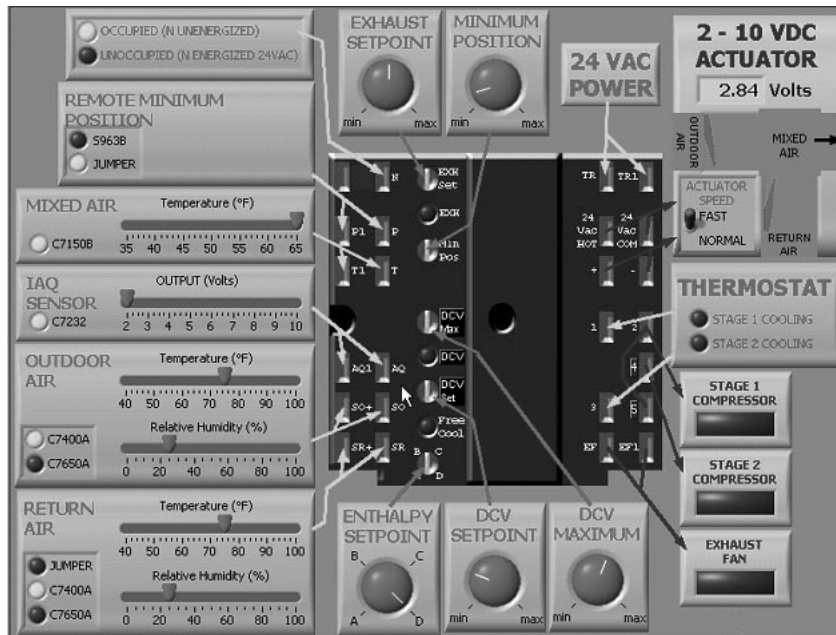 OCCUPIED (N UNENERGIZED)
UNOCCUPIED (N ENERGIZED 24VAC)
REMOTE MINIMUM
POSITION
S963B
JUMPER
MIXED AIR
Temperature (°F)
C7150B
35 40 45 50 55 60 65
IAQ
SENSOR
OUTPUT (Volts)
C7232
2 3 4 5 6 7 8 9 10
OUTDOOR
AIR
Temperature (°F)
40 50 60 70 80 90 100
Relative Humidity (%)
C7400A
C7650A
0 20 40 60 80 100
RETURN
AIR
Temperature (°F)
40 50 60 70 80 90 100
JUMPER
C7400A
C7650A
Relative Humidity (%)
0 20 40 60 80 100
EXHAUST
SETPOINT
min max
MINIMUM
POSITION
min max
N
EXH
Set
P1
P
EXH
Min
Pos
T1
T
DCV
Max
AQ1
AQ
DCV
DCV
Set
SO+
SO
Free
Cool
SR+
SR
B C
D
ENTHALPY
SETPOINT
B C
A D
DCV
SETPOINT
min max
DCV
MAXIMUM
min max
24 VAC
POWER
TR TR1
24 24
Vac Vac
HOT COM
+ -
1 2
4
3 5
EF EF1
2 - 10 VDC
ACTUATOR
2.84 Volts
OUTDOOR
AIR
MIXED
AIR
ACTUATOR
SPEED
FAST
NORMAL
RETURN
AIR
THERMOSTAT
STAGE 1 COOLING
STAGE 2 COOLING
STAGE 1
COMPRESSOR
STAGE 2
COMPRESSOR
EXHAUST
FAN